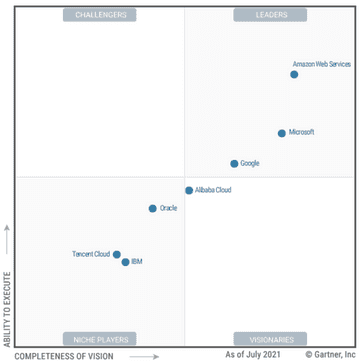 CHALLENGERS
LEADERS
Amazon Web Services
Microsoft
Google
Alibaba Cloud
Oracle
Tencent Cloud
IBM
NICHE PLAYERS
VISIONARIES
ABILITY TO EXECUTE
COMPLETENESS OF VISION
As of July 2021
© Gartner, Inc